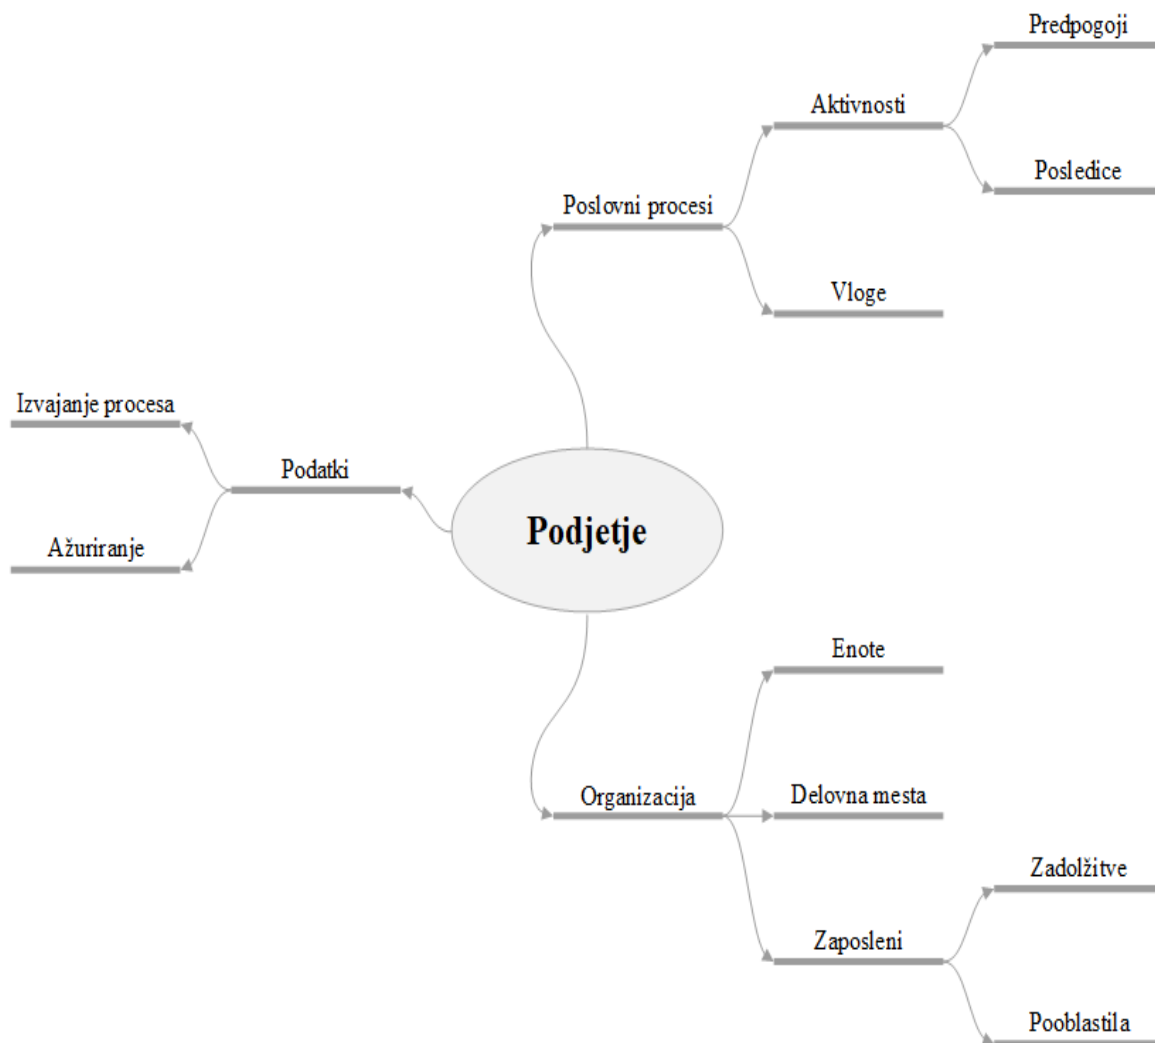 Predpogoji
Aktivnosti
Posledice
Poslovni procesi
Vloge
Izvajanje procesa
Podatki
Ažuriranje
Podjetje
Enote
Organizacija
Delovna mesta
Zadolžitve
Zaposleni
Pooblastila